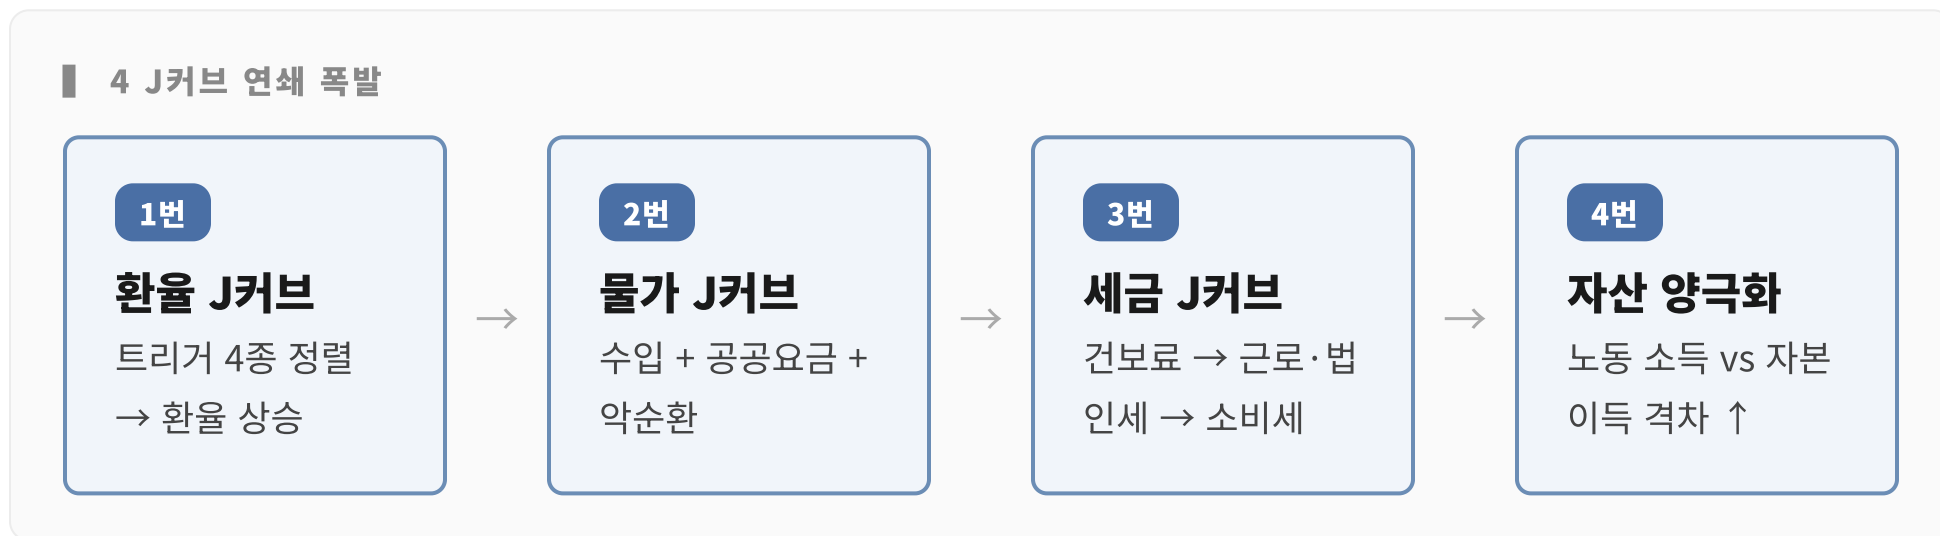 4 J커브 연쇄 폭발
1번
환율 J커브
트리거 4종 정렬
→ 환율 상승
→
2번
물가 J커브
수입 + 공공요금 +
악순환
→
3번
세금 J커브
건보료 → 근로·법
인세 → 소비세
→
4번
자산 양극화
노동 소득 vs 자본
이득 격차 ↑